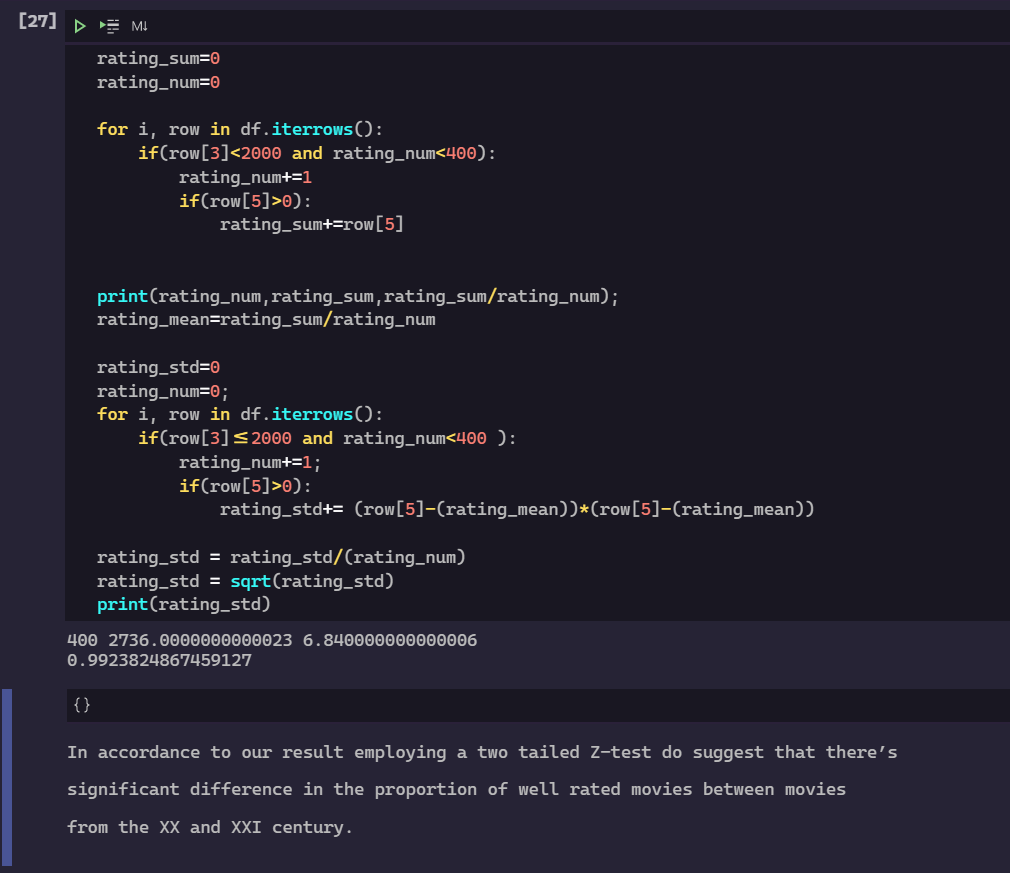 [27]
M↓
rating_sum=0
rating_num=0
for i, row in df.iterrows():
    if(row[3]<2000 and rating_num<400):
        rating_num+=1
        if(row[5]>0):
            rating_sum+=row[5]
print(rating_num,rating_sum,rating_sum/rating_num);
rating_mean=rating_sum/rating_num
rating_std=0
rating_num=0;
for i, row in df.iterrows():
    if(row[3]≤2000 and rating_num<400 ):
        rating_num+=1;
        if(row[5]>0):
            rating_std+= (row[5]-(rating_mean))*(row[5]-(rating_mean))
rating_std = rating_std/(rating_num)
rating_std = sqrt(rating_std)
print(rating_std)
400 2736.0000000000023 6.840000000000006
0.9923824867459127
{}
In accordance to our result employing a two tailed Z-test do suggest that there's
significant difference in the proportion of well rated movies between movies
from the XX and XXI century.